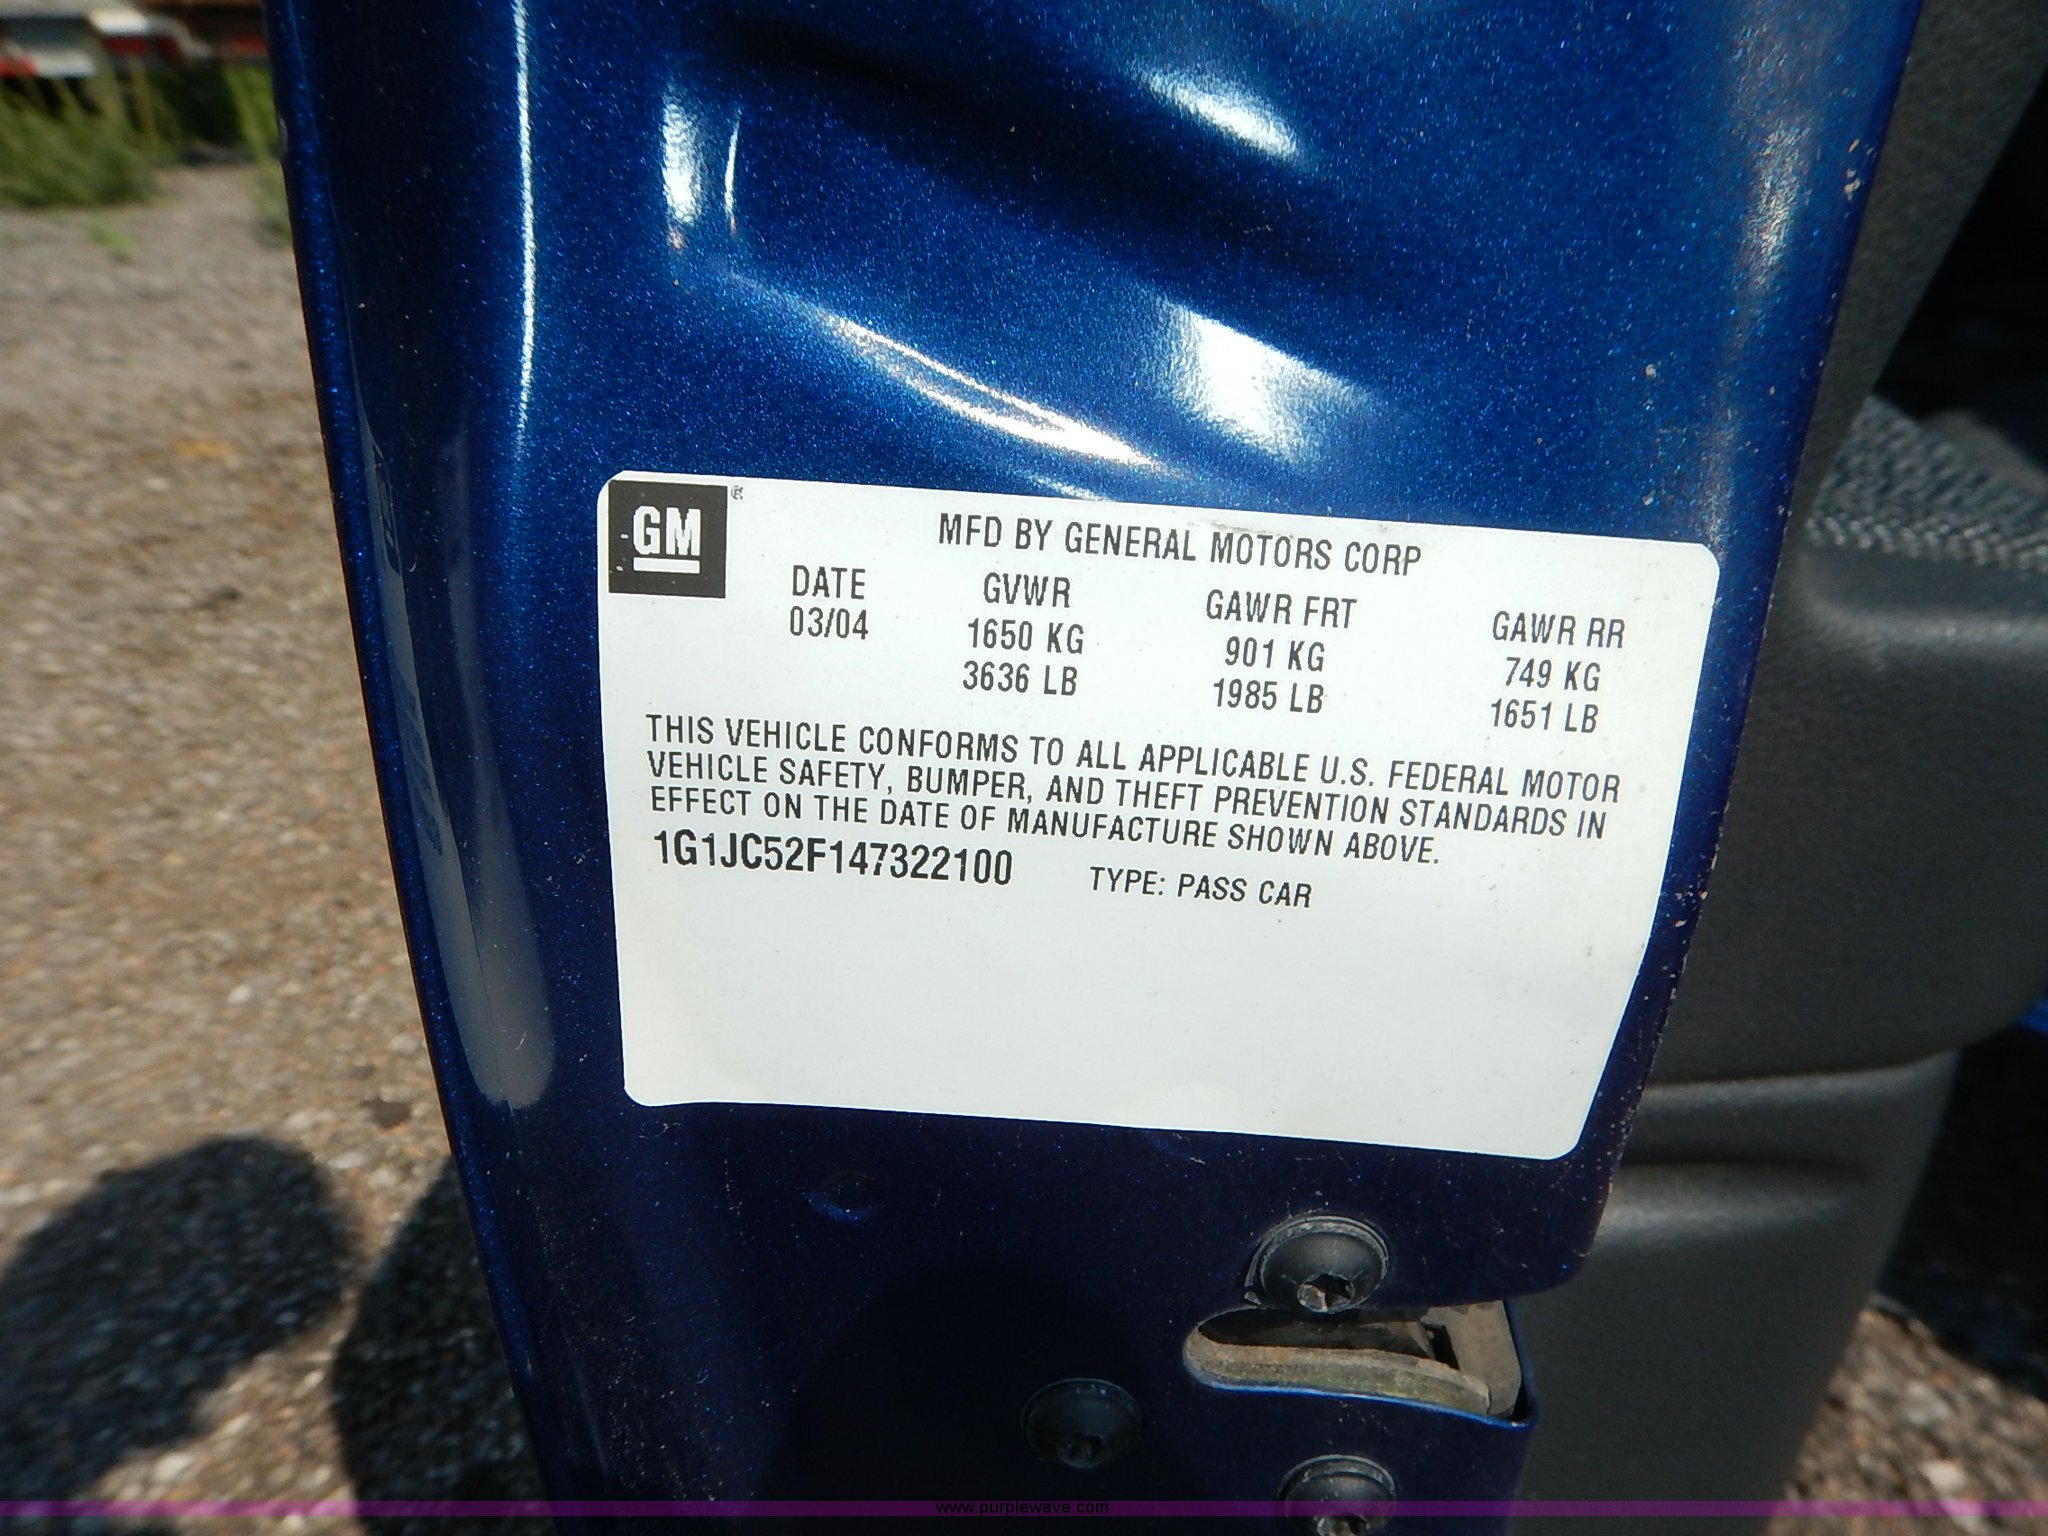 GM ®
MFD BY GENERAL MOTORS CORP
DATE GVWR GAWR FRT GAWR RR
03/04 1650 KG 901 KG 749 KG
3636 LB 1985 LB 1651 LB
THIS VEHICLE CONFORMS TO ALL APPLICABLE U.S. FEDERAL MOTOR
VEHICLE SAFETY, BUMPER, AND THEFT PREVENTION STANDARDS IN
EFFECT ON THE DATE OF MANUFACTURE SHOWN ABOVE.
1G1JC52F147322100 TYPE: PASS CAR
www.purplewave.com